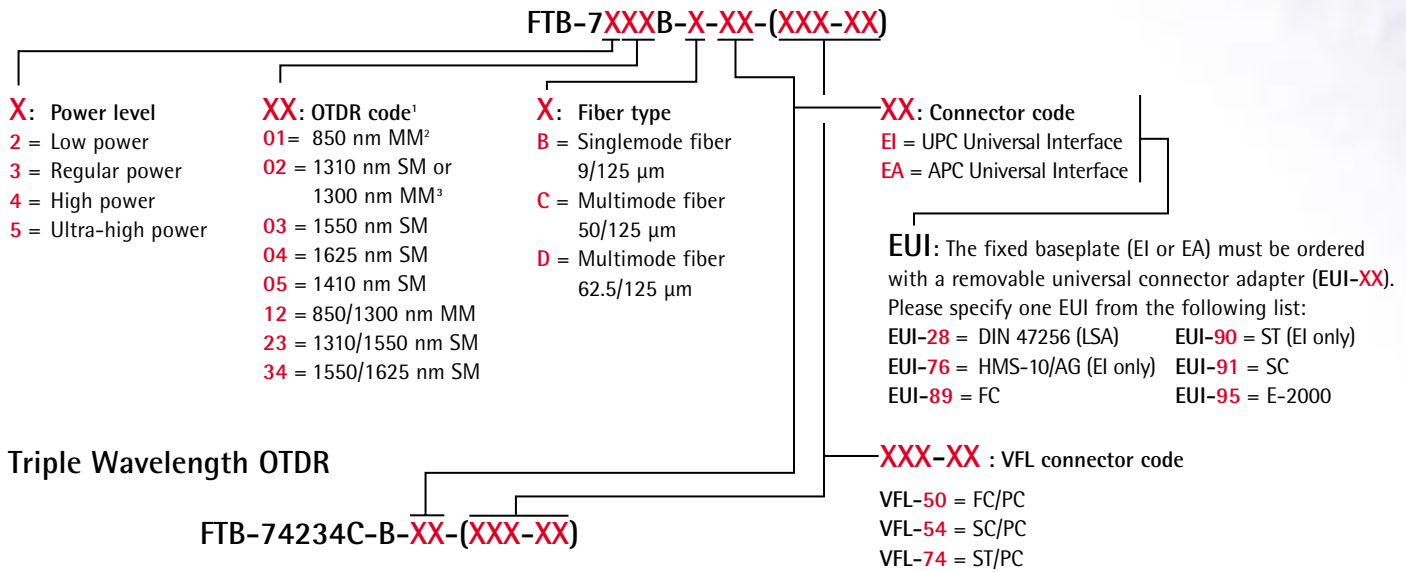 FTB-7XXXB-X-XX-(XXX-XX)
X: Power level
2 = Low power
3 = Regular power
4 = High power
5 = Ultra-high power
XX: OTDR code¹
01= 850 nm MM²
02 = 1310 nm SM or
1300 nm MM³
03 = 1550 nm SM
04 = 1625 nm SM
05 = 1410 nm SM
12 = 850/1300 nm MM
23 = 1310/1550 nm SM
34 = 1550/1625 nm SM
X: Fiber type
B = Singlemode fiber
9/125 µm
C = Multimode fiber
50/125 µm
D = Multimode fiber
62.5/125 µm
XX: Connector code
EI = UPC Universal Interface
EA = APC Universal Interface
EUI: The fixed baseplate (EI or EA) must be ordered
with a removable universal connector adapter (EUI-XX).
Please specify one EUI from the following list:
EUI-28 = DIN 47256 (LSA)
EUI-76 = HMS-10/AG (EI only)
EUI-89 = FC
EUI-90 = ST (EI only)
EUI-91 = SC
EUI-95 = E-2000
XXX-XX : VFL connector code
VFL-50 = FC/PC
VFL-54 = SC/PC
VFL-74 = ST/PC
Triple Wavelength OTDR
FTB-74234C-B-XX-(XXX-XX)